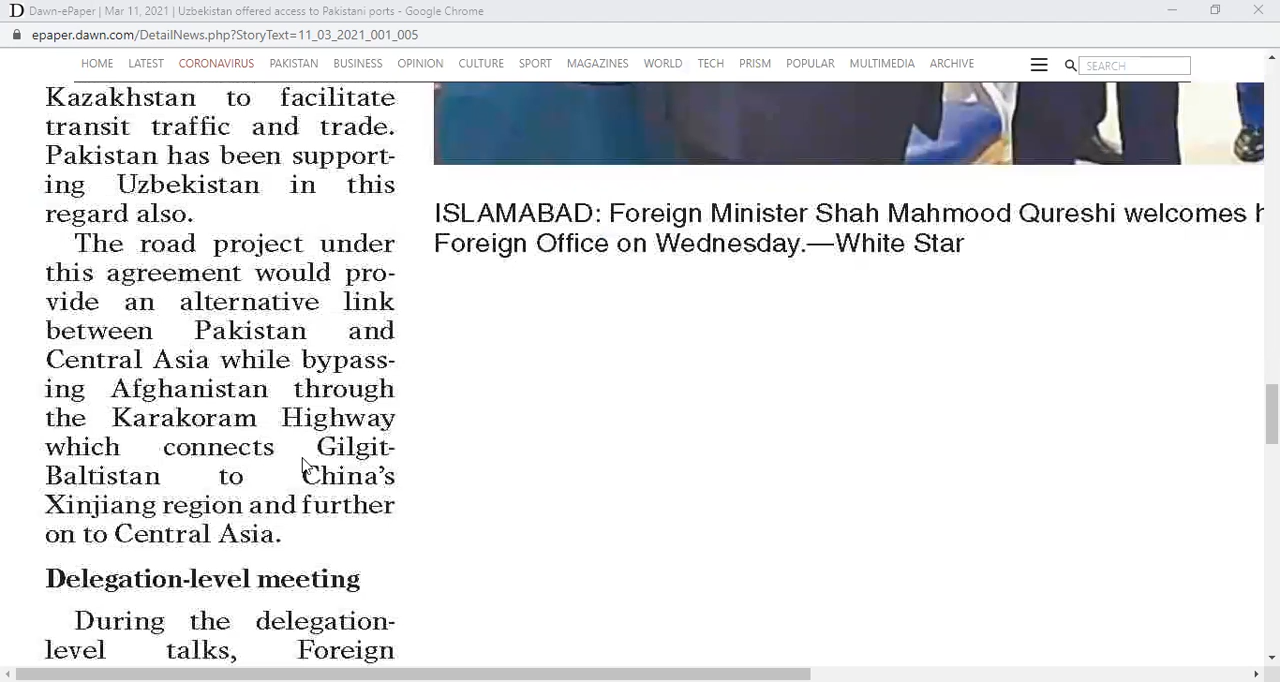 Dawn-ePaper | Mar 11, 2021 | Uzbekistan offered access to Pakistani ports - Google Chrome
epaper.dawn.com/DetailNews.php?StoryText=11_03_2021_001_005
HOME LATEST CORONAVIRUS PAKISTAN BUSINESS OPINION CULTURE SPORT MAGAZINES WORLD TECH PRISM POPULAR MULTIMEDIA ARCHIVE SEARCH
Kazakhstan to facilitate
transit traffic and trade.
Pakistan has been support-
ing Uzbekistan in this
regard also.
The road project under
this agreement would pro-
vide an alternative link
between Pakistan and
Central Asia while bypass-
ing Afghanistan through
the Karakoram Highway
which connects Gilgit-
Baltistan to China's
Xinjiang region and further
on to Central Asia.
Delegation-level meeting
During the delegation-
level talks, Foreign
ISLAMABAD: Foreign Minister Shah Mahmood Qureshi welcomes
Foreign Office on Wednesday.—White Star